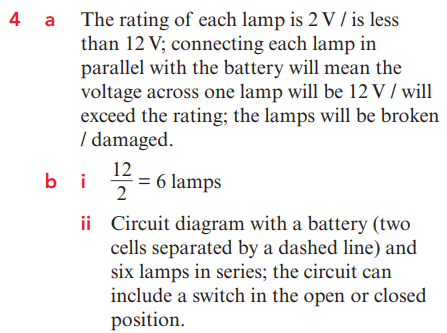 4 a The rating of each lamp is 2 V / is less
than 12 V; connecting each lamp in
parallel with the battery will mean the
voltage across one lamp will be 12 V / will
exceed the rating; the lamps will be broken
/ damaged.
b i 12/2 = 6 lamps
ii Circuit diagram with a battery (two
cells separated by a dashed line) and
six lamps in series; the circuit can
include a switch in the open or closed
position.